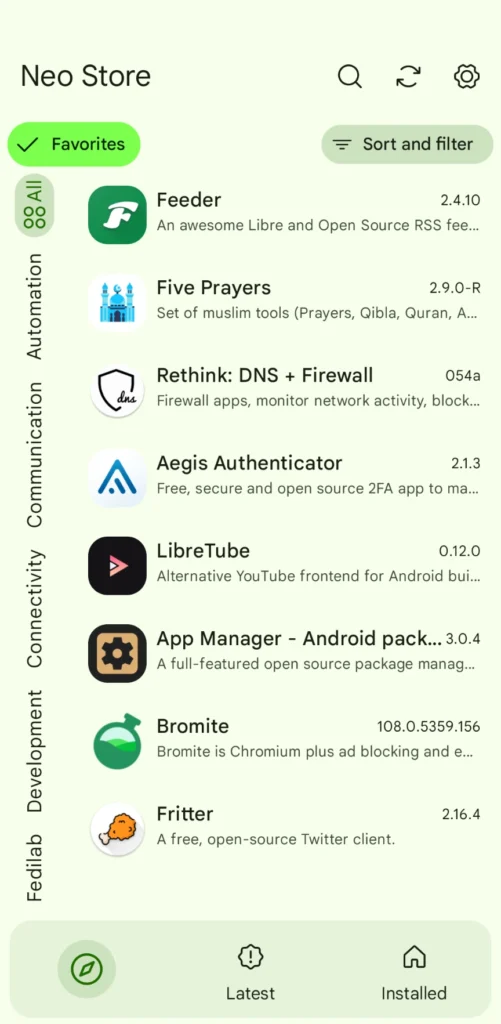 Neo Store
Favorites
Sort and filter
All
Automation
Communication
Connectivity
Development
Fedilab
Feeder 2.4.10
An awesome Libre and Open Source RSS fee...
Five Prayers 2.9.0-R
Set of muslim tools (Prayers, Qibla, Quran, A...
dns
Rethink: DNS + Firewall 054a
Firewall apps, monitor network activity, block...
Aegis Authenticator 2.1.3
Free, secure and open source 2FA app to ma...
LibreTube 0.12.0
Alternative YouTube frontend for Android bui...
App Manager - Android pack... 3.0.4
A full-featured open source package manag...
Bromite 108.0.5359.156
Bromite is Chromium plus ad blocking and e...
Fritter 2.16.4
A free, open-source Twitter client.
Latest
Installed